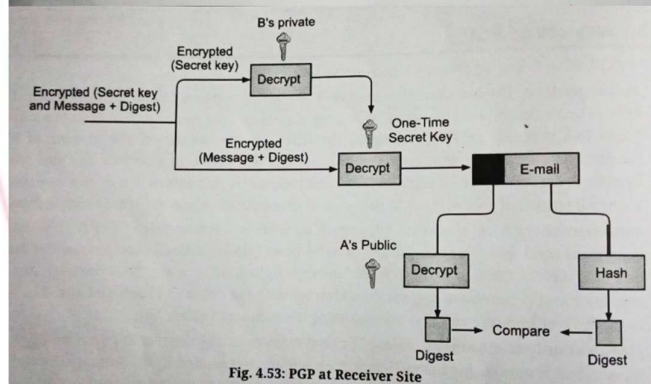 B's private
Encrypted
(Secret key)
Decrypt
Encrypted (Secret key
and Message + Digest)
One-Time
Secret Key
Encrypted
(Message + Digest)
Decrypt
E-mail
A's Public
Decrypt
Hash
Compare
Digest
Digest
Fig. 4.53: PGP at Receiver Site